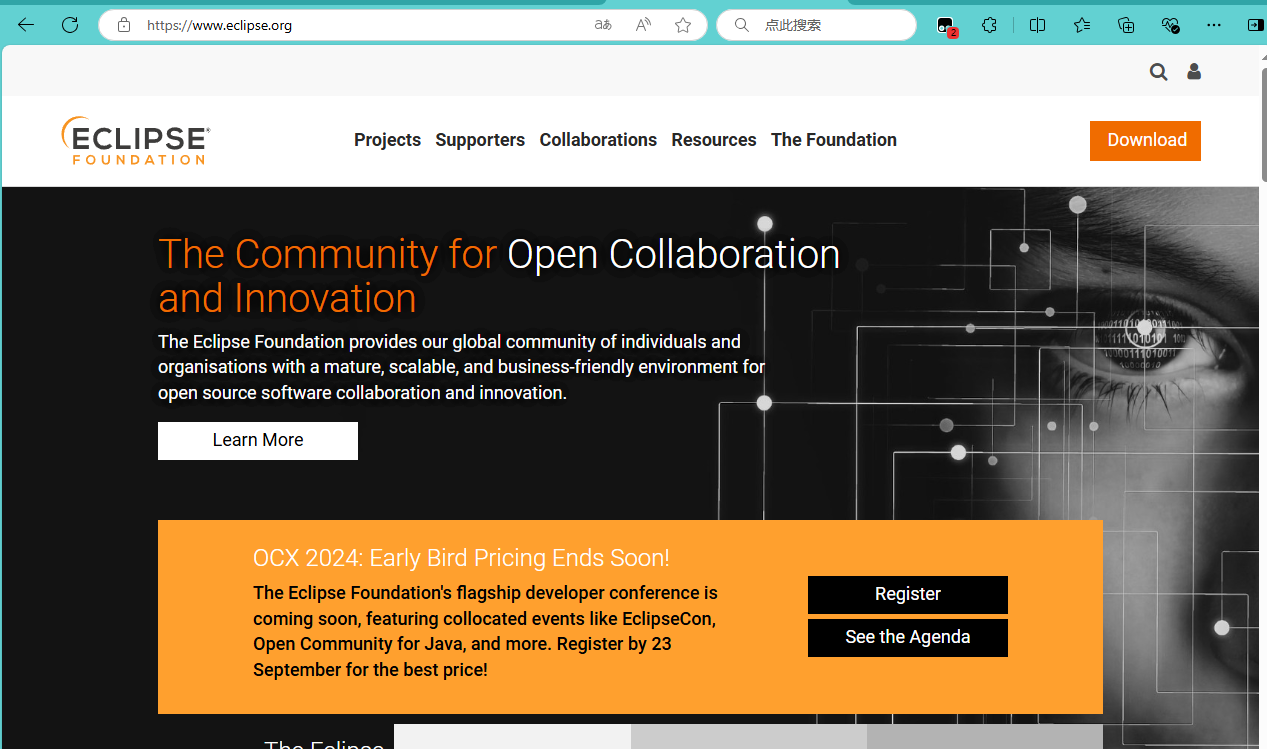 https://www.eclipse.org
aあ
A
点此搜索
2
ECLIPSE
FOUNDATION
Projects Supporters Collaborations Resources The Foundation
Download
The Community for Open Collaboration
and Innovation
The Eclipse Foundation provides our global community of individuals and
organisations with a mature, scalable, and business-friendly environment for
open source software collaboration and innovation.
Learn More
OCX 2024: Early Bird Pricing Ends Soon!
The Eclipse Foundation's flagship developer conference is
coming soon, featuring collocated events like EclipseCon,
Open Community for Java, and more. Register by 23
September for the best price!
Register
See the Agenda
The Eclipse